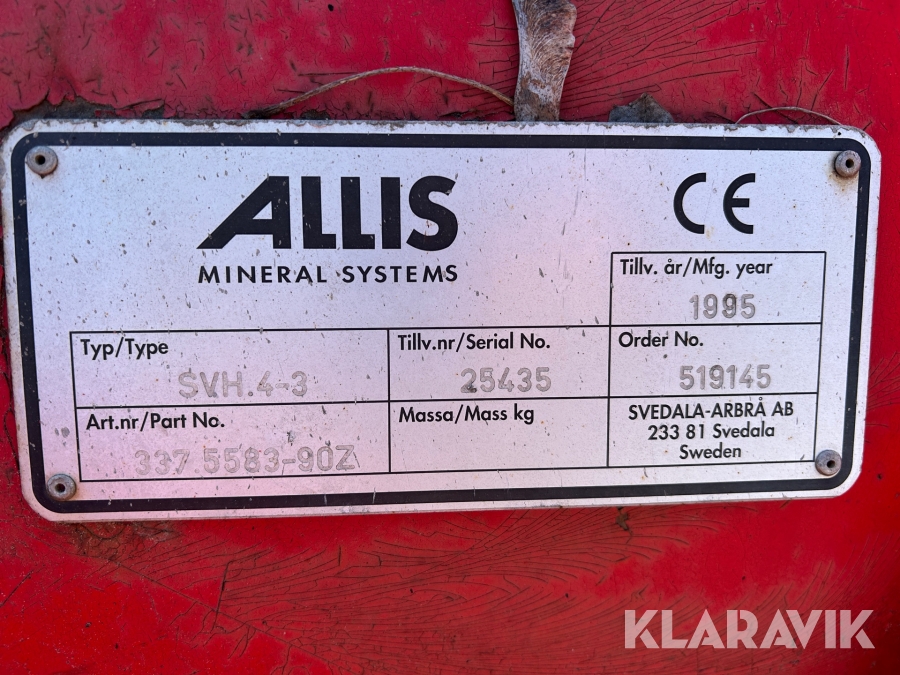 ALLIS
MINERAL SYSTEMS
CE
Tillv. år/Mfg. year
1995
Typ/Type
SVH.4-3
Tillv.nr/Serial No.
25435
Order No.
519145
Art.nr/Part No.
337.5583-90Z
Massa/Mass kg
SVEDALA-ARBRÅ AB
233 81 Svedala
Sweden
KLARAVIK